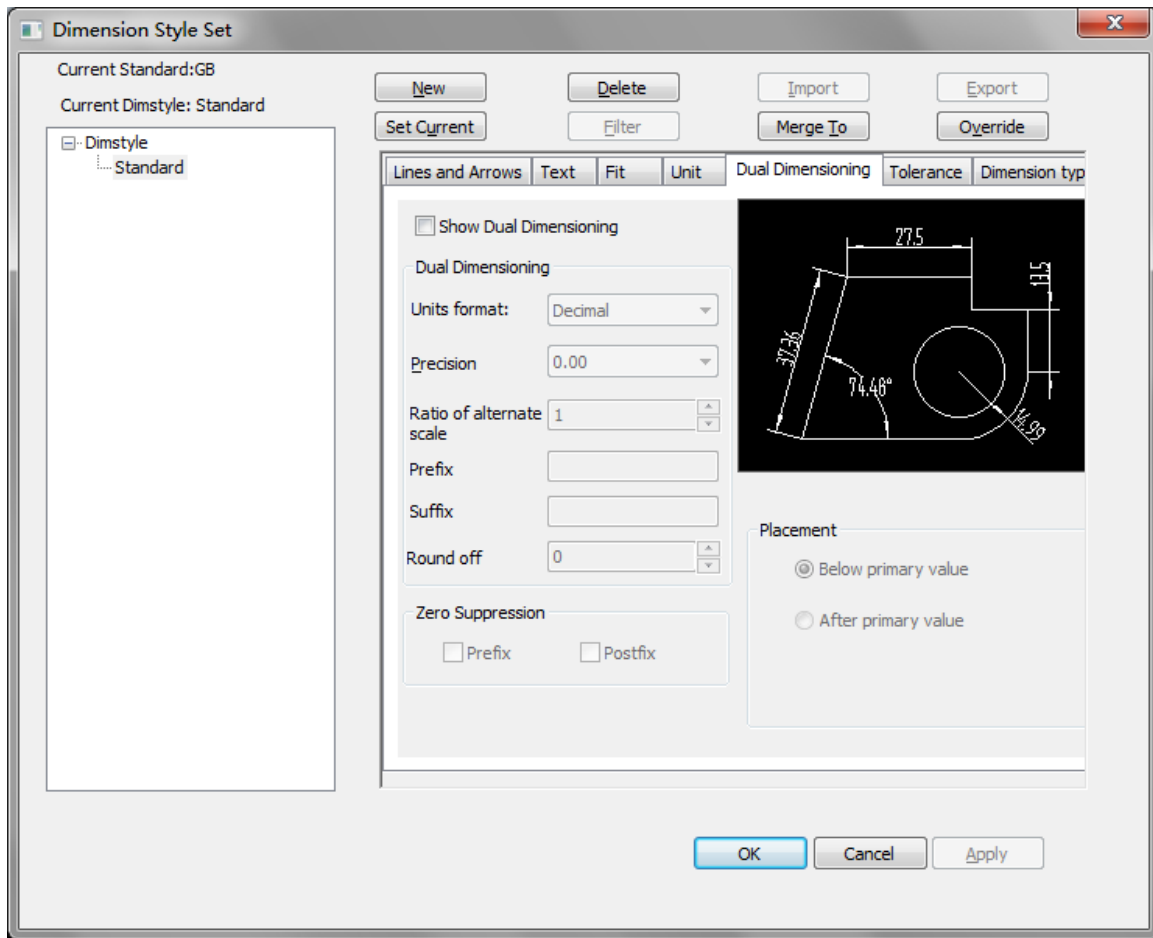 Dimension Style Set
Current Standard:GB
Current Dimstyle: Standard
New Delete Import Export
Set Current Filter Merge To Override
Dimstyle
Standard
Lines and Arrows Text Fit Unit Dual Dimensioning Tolerance Dimension typ
Show Dual Dimensioning
Dual Dimensioning
Units format: Decimal
Precision 0.00
Ratio of alternate scale 1
Prefix
Suffix
Round off 0
Zero Suppression
Prefix Postfix
27.5
13.5
37.36
74.46°
14.99
Placement
Below primary value
After primary value
OK Cancel Apply